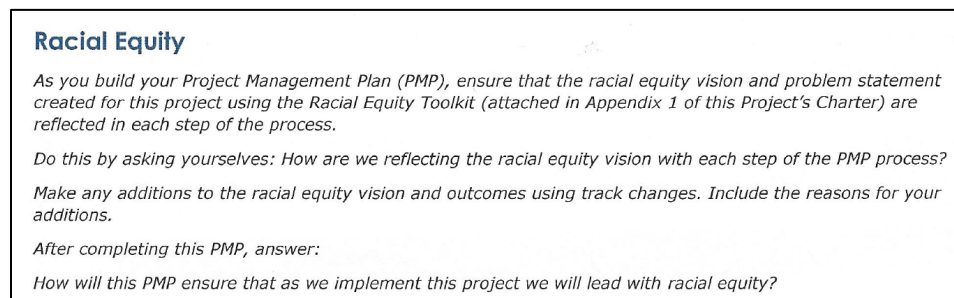 Racial Equity
As you build your Project Management Plan (PMP), ensure that the racial equity vision and problem statement
created for this project using the Racial Equity Toolkit (attached in Appendix 1 of this Project's Charter) are
reflected in each step of the process.
Do this by asking yourselves: How are we reflecting the racial equity vision with each step of the PMP process?
Make any additions to the racial equity vision and outcomes using track changes. Include the reasons for your
additions.
After completing this PMP, answer:
How will this PMP ensure that as we implement this project we will lead with racial equity?